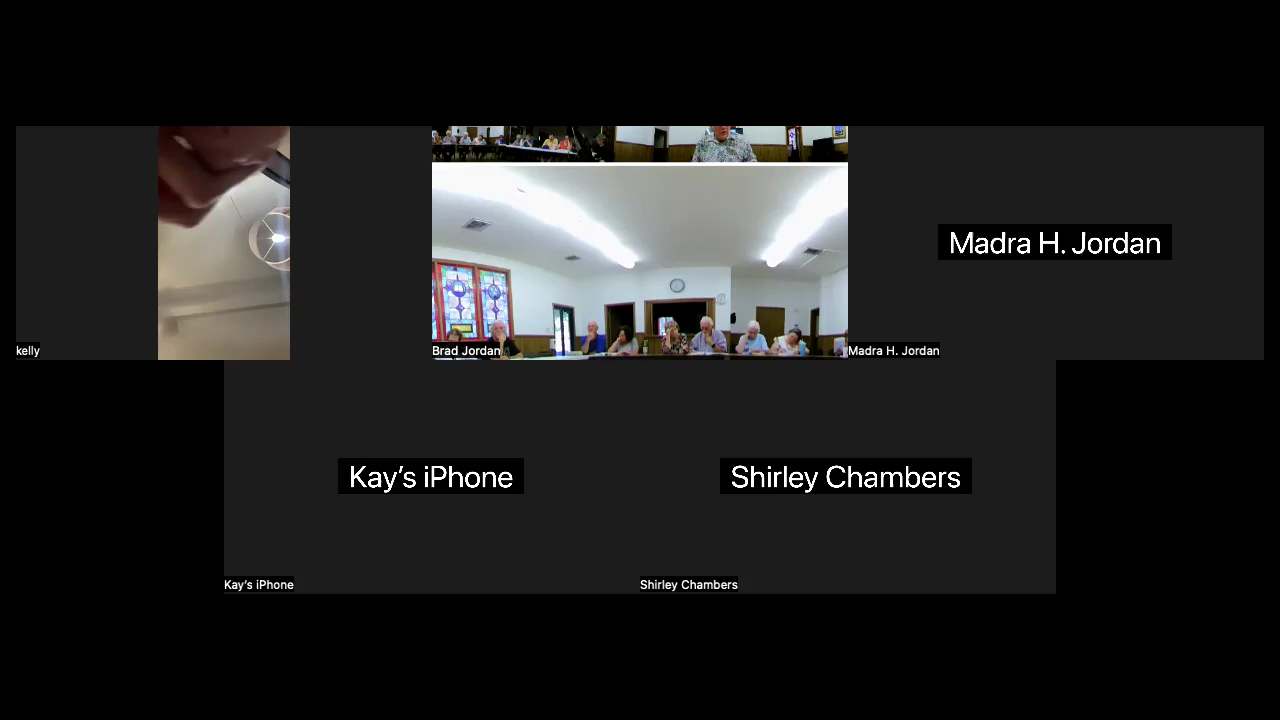 Madra H. Jordan
kelly
Brad Jordan
Madra H. Jordan
Kay's iPhone
Shirley Chambers
Kay's iPhone
Shirley Chambers